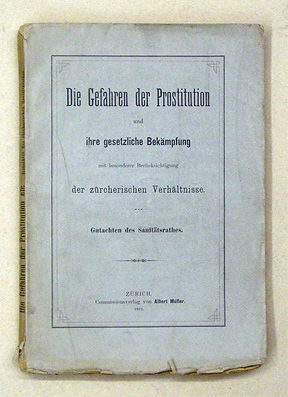 Die Gefahren der Prostitution
und
ihre gesetzliche Bekämpfung
mit besonderer Berücksichtigung
der zürcherischen Verhältnisse.
Gutachten des Sanitätsrathes.
ZÜRICH.
Commissionsverlag von Albert Müller.
Die Gefahren der Prostitution